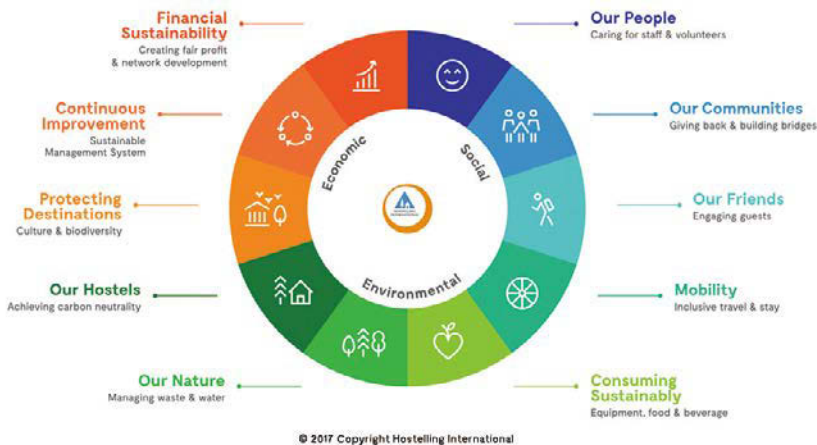 Financial
Sustainability
Creating fair profit
& network development
Our People
Caring for staff & volunteers
Continuous
Improvement
Sustainable
Management System
Our Communities
Giving back & building bridges
Economic
Social
Environmental
Protecting
Destinations
Culture & biodiversity
Our Friends
Engaging guests
Our Hostels
Achieving carbon neutrality
Mobility
Inclusive travel & stay
Our Nature
Managing waste & water
Consuming
Sustainably
Equipment, food & beverage
© 2017 Copyright Hostelling International